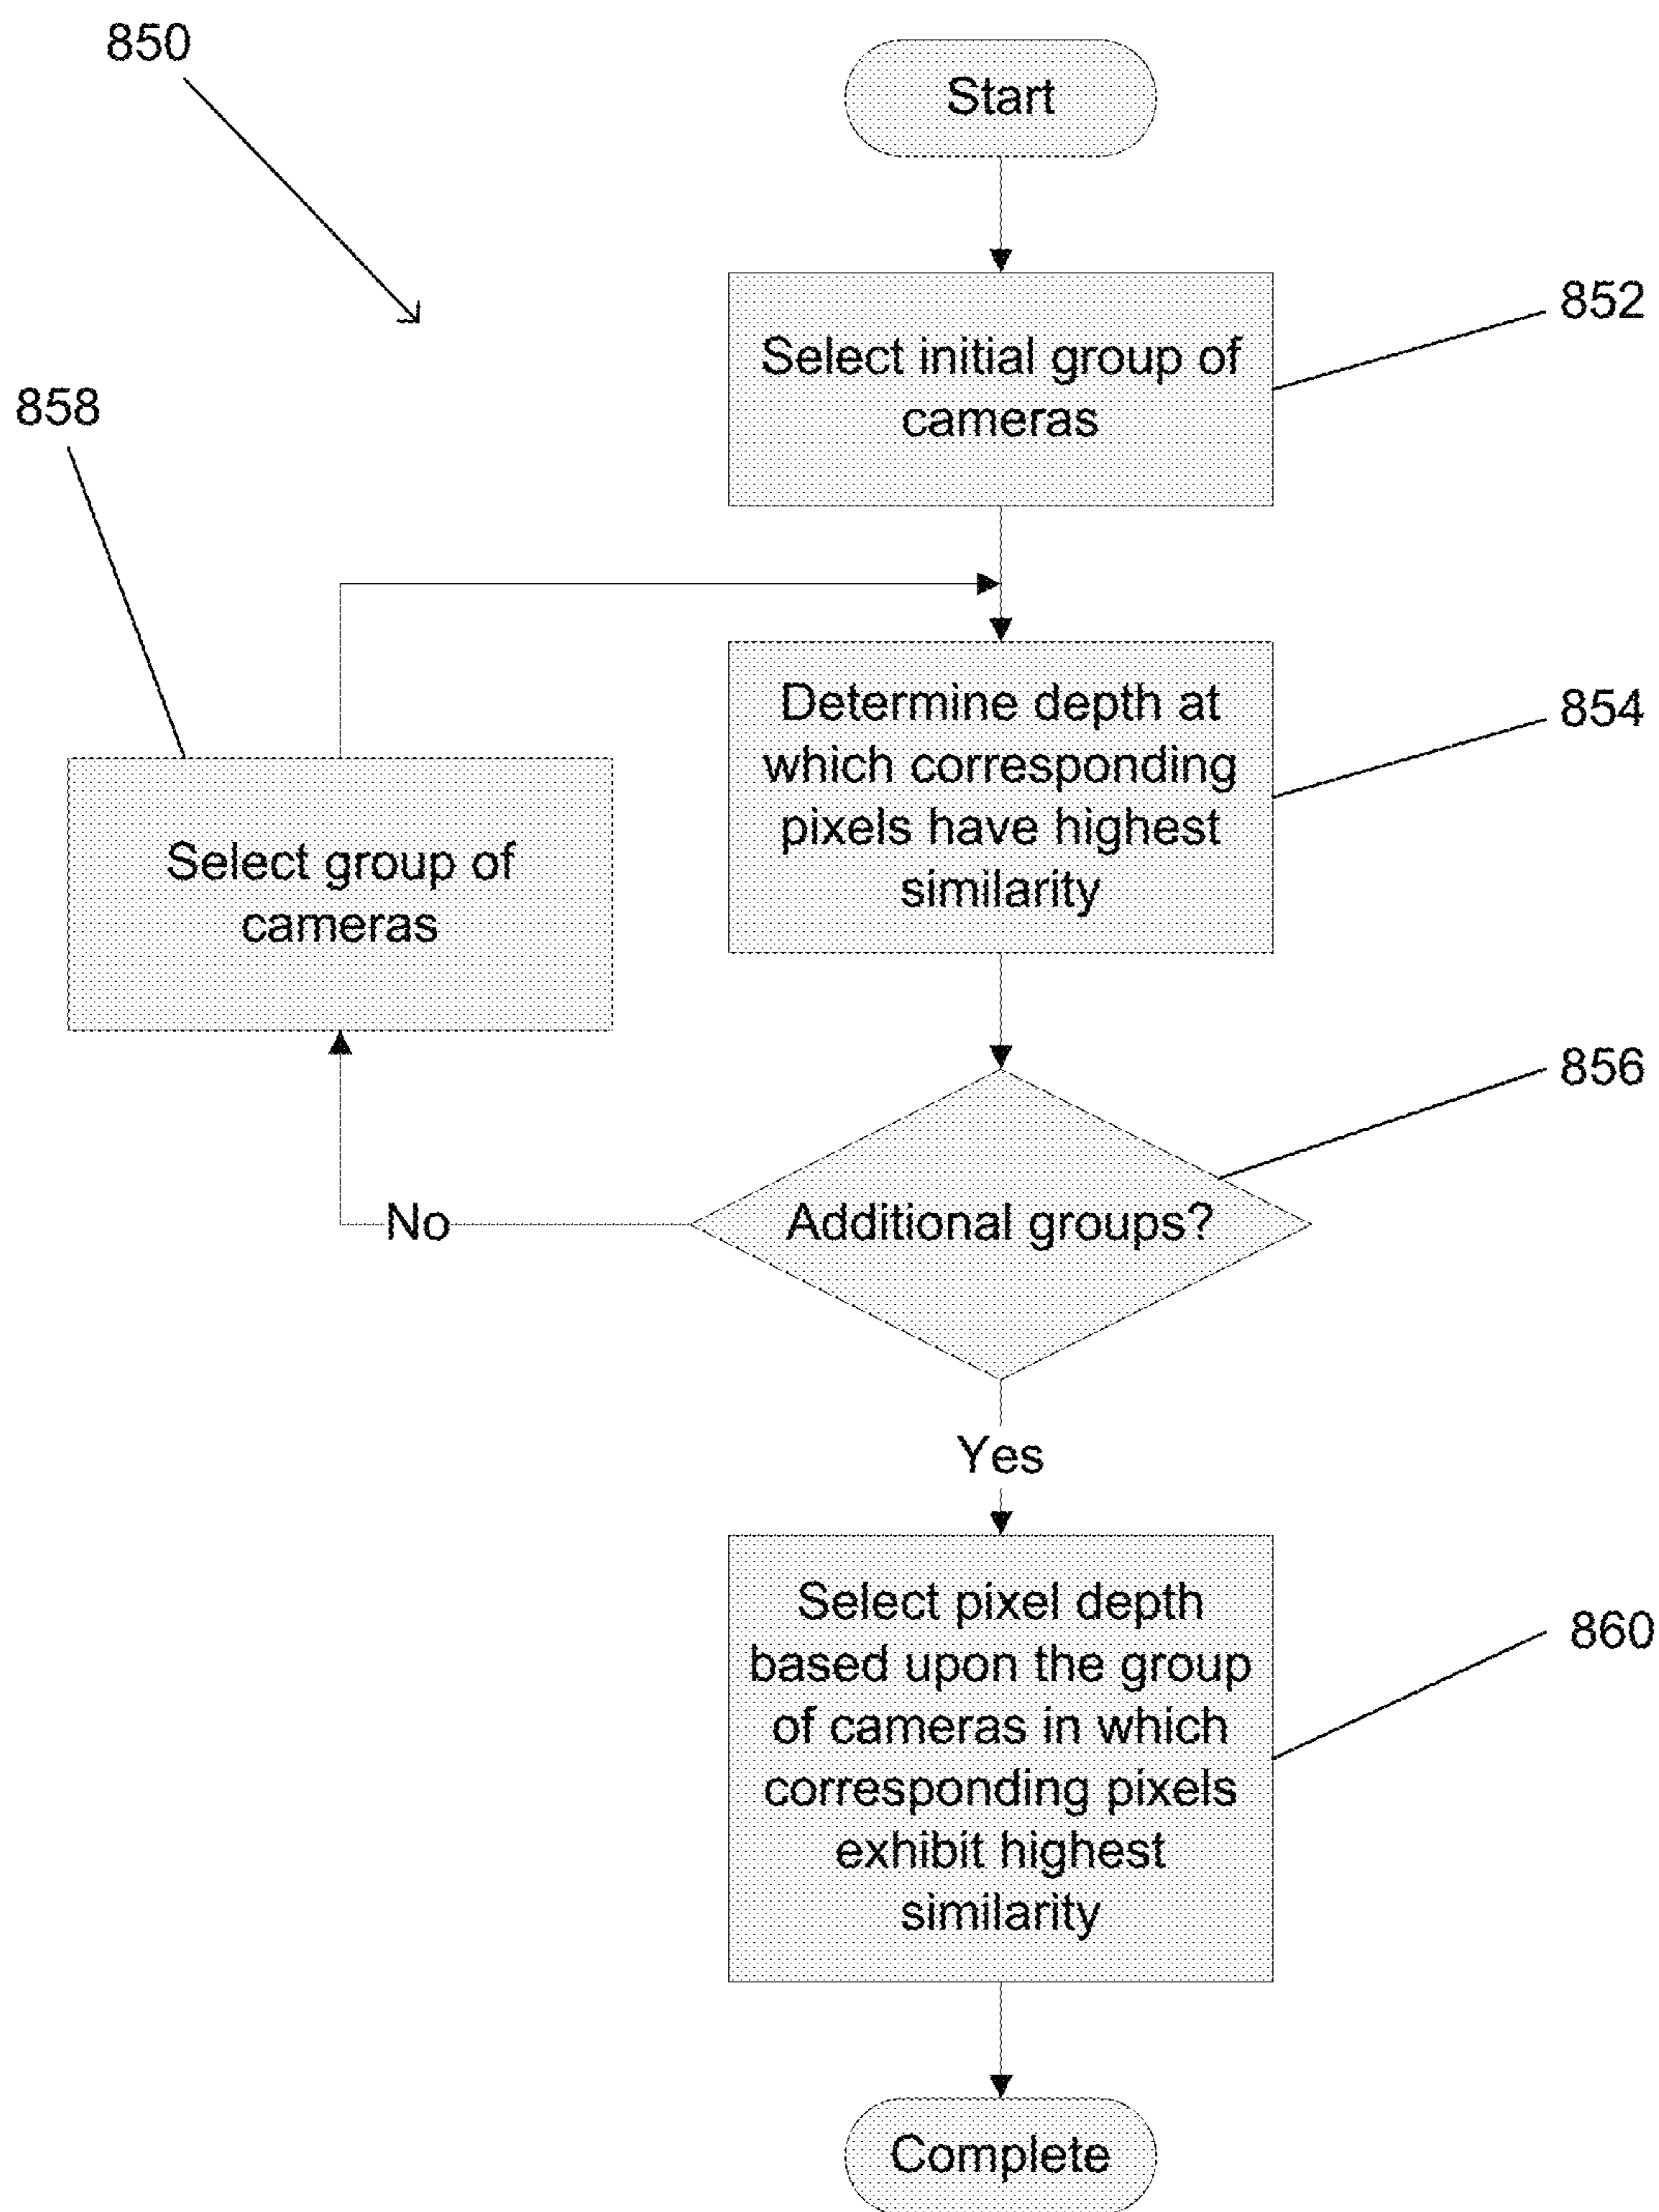 850
Start
852
Select initial group of
cameras
858
854
Determine depth at
which corresponding
pixels have highest
similarity
Select group of
cameras
856
Additional groups?
No
Yes
860
Select pixel depth
based upon the group
of cameras in which
corresponding pixels
exhibit highest
similarity
Complete